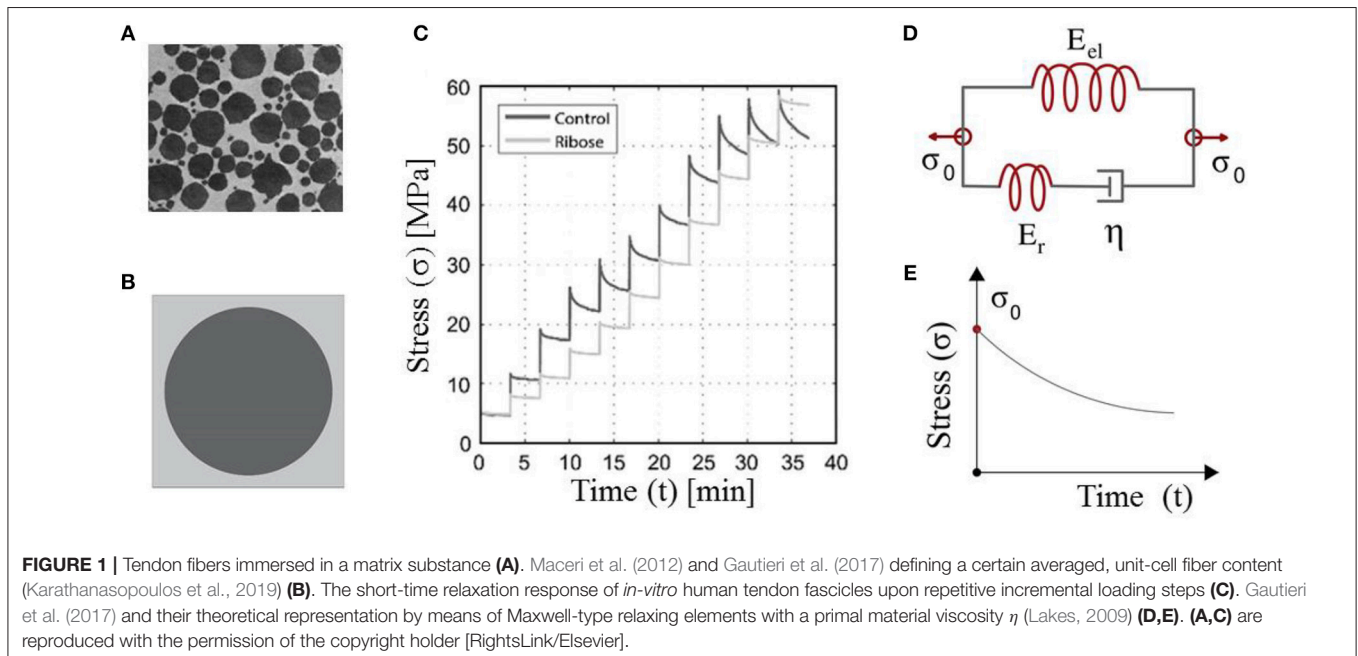 A
B
C
60
50
40
30
20
10
0
Stress (σ) [MPa]
Control
Ribose
0 5 10 15 20 25 30 35 40
Time (t) [min]
D
E_el
σ_0
σ_0
E_r
η
E
σ_0
Stress (σ)
Time (t)
FIGURE 1 | Tendon fibers immersed in a matrix substance (A). Maceri et al. (2012) and Gautieri et al. (2017) defining a certain averaged, unit-cell fiber content
(Karathanasopoulos et al., 2019) (B). The short-time relaxation response of in-vitro human tendon fascicles upon repetitive incremental loading steps (C). Gautieri
et al. (2017) and their theoretical representation by means of Maxwell-type relaxing elements with a primal material viscosity η (Lakes, 2009) (D,E). (A,C) are
reproduced with the permission of the copyright holder [RightsLink/Elsevier].